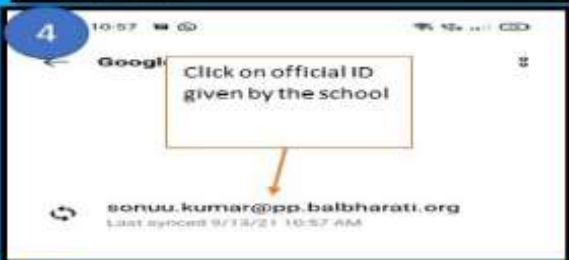 4
10:57
Googl
Click on official ID
given by the school
sonuu.kumar@pp.balbharati.org
Last synced 9/13/21 10:57 AM